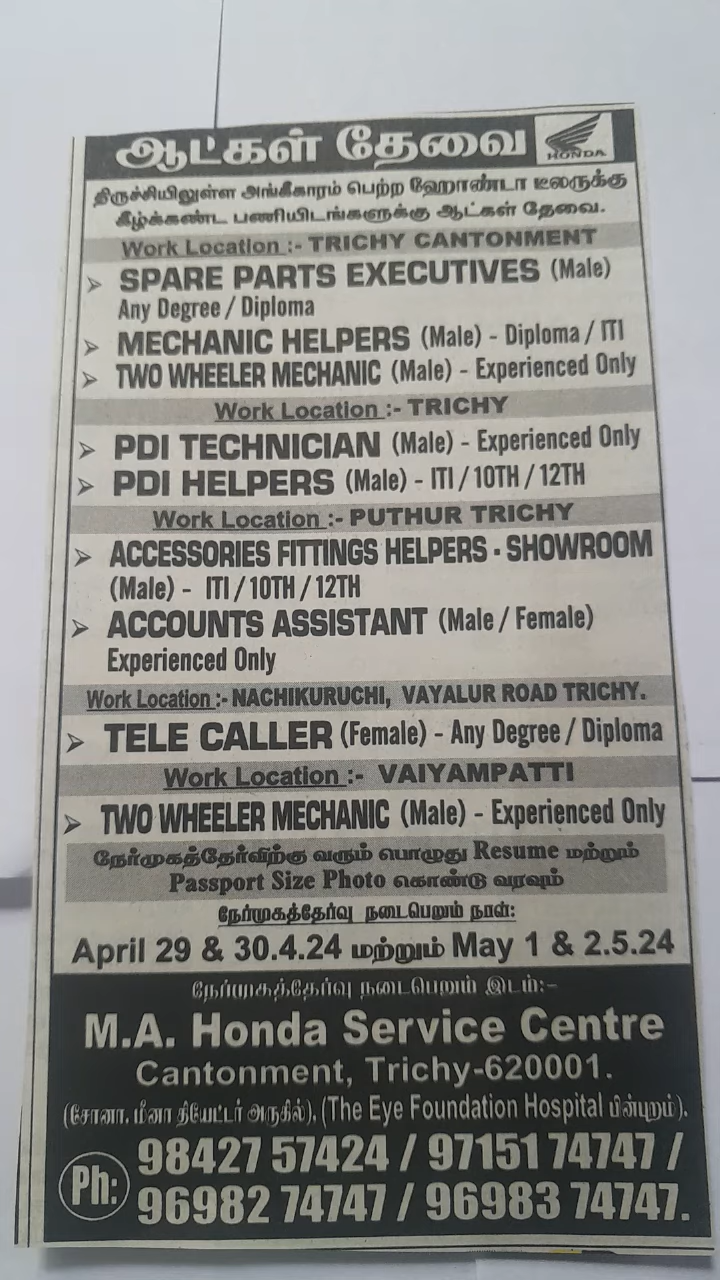 ஆட்கள் தேவை
HONDA
திருச்சியிலுள்ள அங்கீகாரம் பெற்ற ஹோண்டா டீலருக்கு
கீழ்க்கண்ட பணியிடங்களுக்கு ஆட்கள் தேவை.
Work Location :- TRICHY CANTONMENT
➢ SPARE PARTS EXECUTIVES (Male)
Any Degree / Diploma
➢ MECHANIC HELPERS (Male) - Diploma / ITI
➢ TWO WHEELER MECHANIC (Male) - Experienced Only
Work Location :- TRICHY
➢ PDI TECHNICIAN (Male) - Experienced Only
➢ PDI HELPERS (Male) - ITI / 10TH / 12TH
Work Location :- PUTHUR TRICHY
➢ ACCESSORIES FITTINGS HELPERS - SHOWROOM
(Male) - ITI / 10TH / 12TH
➢ ACCOUNTS ASSISTANT (Male / Female)
Experienced Only
Work Location :- NACHIKURUCHI, VAYALUR ROAD TRICHY.
➢ TELE CALLER (Female) - Any Degree / Diploma
Work Location :- VAIYAMPATTI
➢ TWO WHEELER MECHANIC (Male) - Experienced Only
நேர்முகத்தேர்விற்கு வரும் பொழுது Resume மற்றும்
Passport Size Photo கொண்டு வரவும்
நேர்முகத்தேர்வு நடைபெறும் நாள்:
April 29 & 30.4.24 மற்றும் May 1 & 2.5.24
நேர்முகத்தேர்வு நடைபெறும் இடம்:-
M.A. Honda Service Centre
Cantonment, Trichy-620001.
(சோனா, மீனா தியேட்டர் அருகில்), (The Eye Foundation Hospital பின்புறம்).
Ph: 98427 57424 / 97151 74747 /
96982 74747 / 96983 74747.